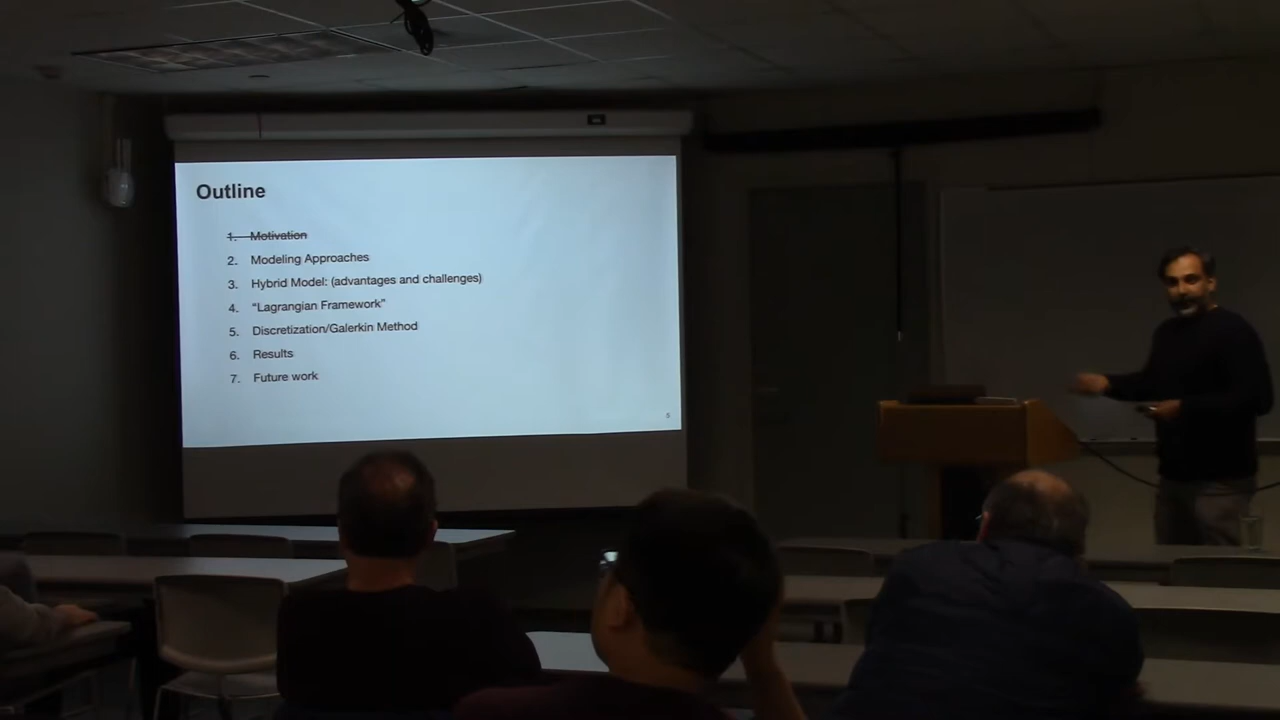 Outline
1. Motivation
2. Modeling Approaches
3. Hybrid Model: (advantages and challenges)
4. "Lagrangian Framework"
5. Discretization/Galerkin Method
6. Results
7. Future work